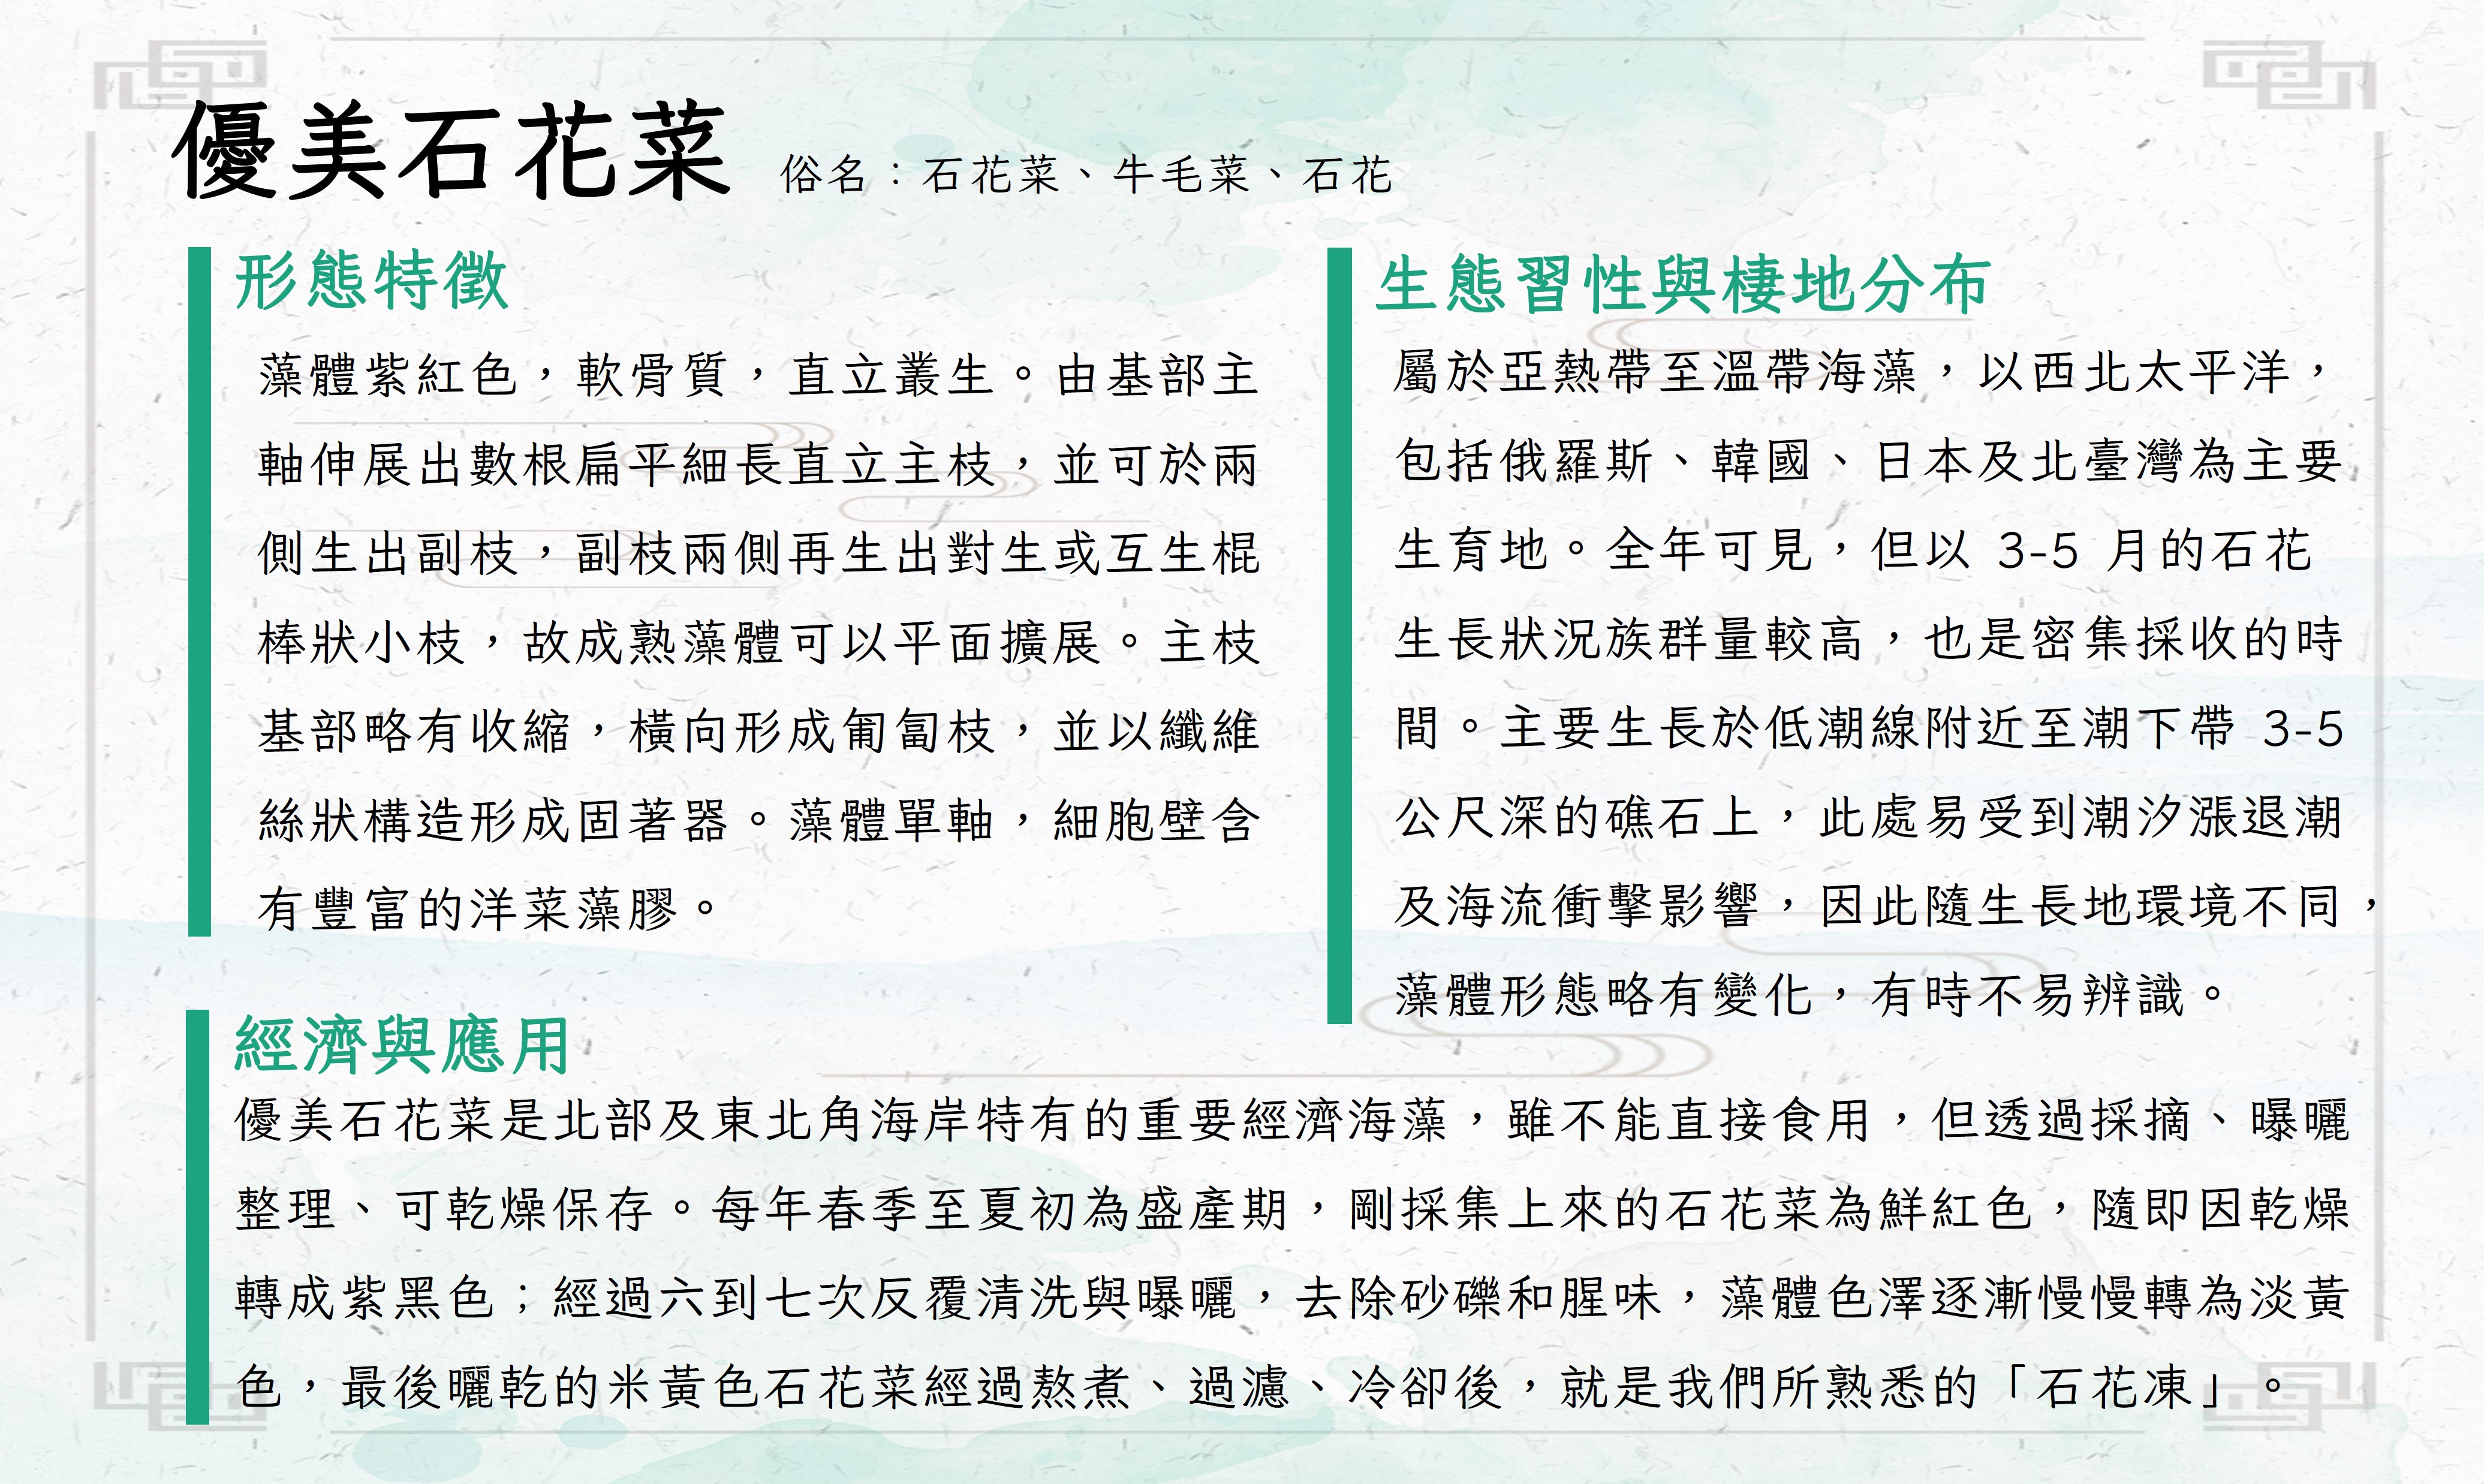 優美石花菜 俗名：石花菜、牛毛菜、石花
形態特徵
藻體紫紅色，軟骨質，直立叢生。由基部主
軸伸展出數根扁平細長直立主枝，並可於兩
側生出副枝，副枝兩側再生出對生或互生棍
棒狀小枝，故成熟藻體可以平面擴展。主枝
基部略有收縮，橫向形成匍匐枝，並以纖維
絲狀構造形成固著器。藻體單軸，細胞壁含
有豐富的洋菜藻膠。
生態習性與棲地分布
屬於亞熱帶至溫帶海藻，以西北太平洋，
包括俄羅斯、韓國、日本及北臺灣為主要
生育地。全年可見，但以 3-5 月的石花
生長狀況族群量較高，也是密集採收的時
間。主要生長於低潮線附近至潮下帶 3-5
公尺深的礁石上，此處易受到潮汐漲退潮
及海流衝擊影響，因此隨生長地環境不同，
藻體形態略有變化，有時不易辨識。
經濟與應用
優美石花菜是北部及東北角海岸特有的重要經濟海藻，雖不能直接食用，但透過採摘、曝曬
整理、可乾燥保存。每年春季至夏初為盛產期，剛採集上來的石花菜為鮮紅色，隨即因乾燥
轉成紫黑色；經過六到七次反覆清洗與曝曬，去除砂礫和腥味，藻體色澤逐漸慢慢轉為淡黃
色，最後曬乾的米黃色石花菜經過熬煮、過濾、冷卻後，就是我們所熟悉的「石花凍」。